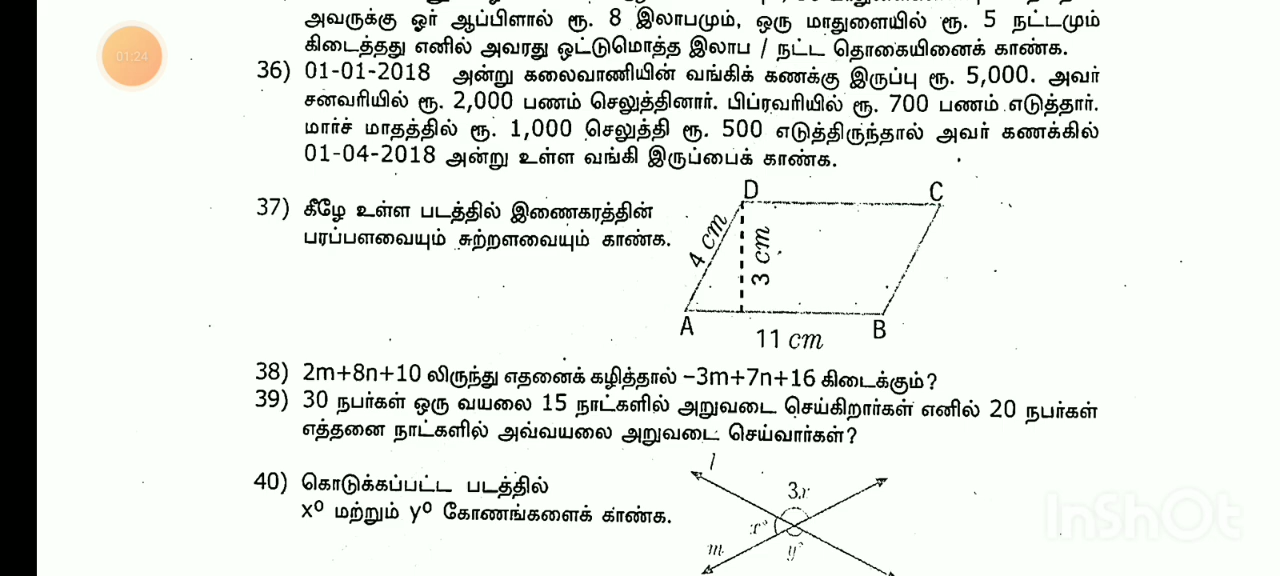 01:24
அவருக்கு ஓர் ஆப்பிளால் ரூ. 8 இலாபமும், ஒரு மாதுளையில் ரூ. 5 நட்டமும்
கிடைத்தது எனில் அவரது ஒட்டுமொத்த இலாப / நட்ட தொகையினைக் காண்க.
36) 01-01-2018 அன்று கலைவாணியின் வங்கிக் கணக்கு இருப்பு ரூ. 5,000. அவர்
சனவரியில் ரூ. 2,000 பணம் செலுத்தினார். பிப்ரவரியில் ரூ. 700 பணம் எடுத்தார்.
மார்ச் மாதத்தில் ரூ. 1,000 செலுத்தி ரூ. 500 எடுத்திருந்தால் அவர் கணக்கில்
01-04-2018 அன்று உள்ள வங்கி இருப்பைக் காண்க.
37) கீழே உள்ள படத்தில் இணைகரத்தின்
பரப்பளவையும் சுற்றளவையும் காண்க.
D C
4 cm
3 cm
A B
11 cm
38) 2m+8n+10 லிருந்து எதனைக் கழித்தால் −3m+7n+16 கிடைக்கும்?
39) 30 நபர்கள் ஒரு வயலை 15 நாட்களில் அறுவடை செய்கிறார்கள் எனில் 20 நபர்கள்
எத்தனை நாட்களில் அவ்வயலை அறுவடை செய்வார்கள்?
40) கொடுக்கப்பட்ட படத்தில்
xº மற்றும் yº கோணங்களைக் காண்க.
l
3x
x°
m
y°
InShOt